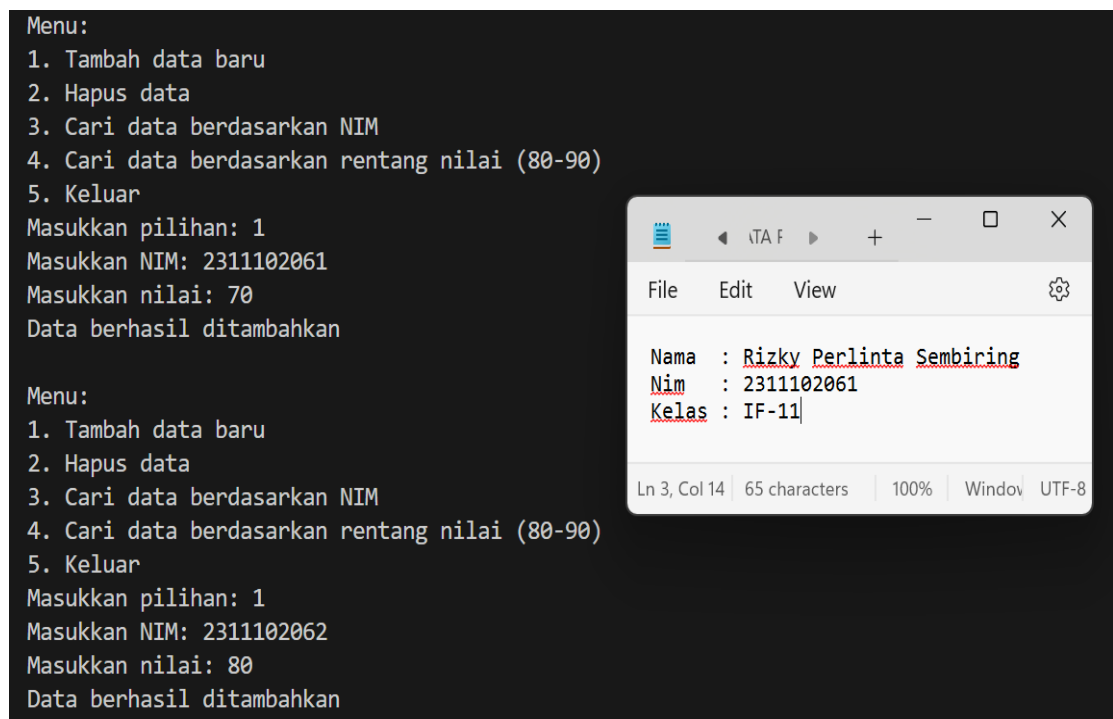 Menu:
1. Tambah data baru
2. Hapus data
3. Cari data berdasarkan NIM
4. Cari data berdasarkan rentang nilai (80-90)
5. Keluar
Masukkan pilihan: 1
Masukkan NIM: 2311102061
Masukkan nilai: 70
Data berhasil ditambahkan
Menu:
1. Tambah data baru
2. Hapus data
3. Cari data berdasarkan NIM
4. Cari data berdasarkan rentang nilai (80-90)
5. Keluar
Masukkan pilihan: 1
Masukkan NIM: 2311102062
Masukkan nilai: 80
Data berhasil ditambahkan
File Edit View
Nama : Rizky Perlinta Sembiring
Nim : 2311102061
Kelas : IF-11
Ln 3, Col 14 65 characters 100% Window UTF-8